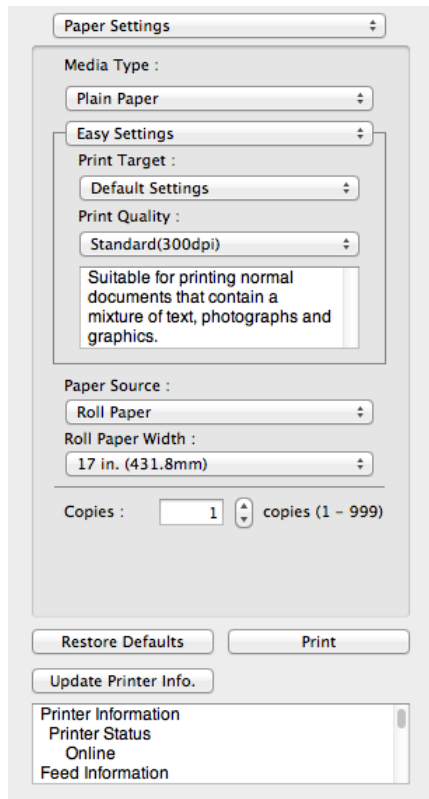 Paper Settings
Media Type :
Plain Paper
Easy Settings
Print Target :
Default Settings
Print Quality :
Standard(300dpi)
Suitable for printing normal
documents that contain a
mixture of text, photographs and
graphics.
Paper Source :
Roll Paper
Roll Paper Width :
17 in. (431.8mm)
Copies : 1 copies (1 – 999)
Restore Defaults Print
Update Printer Info.
Printer Information
Printer Status
Online
Feed Information